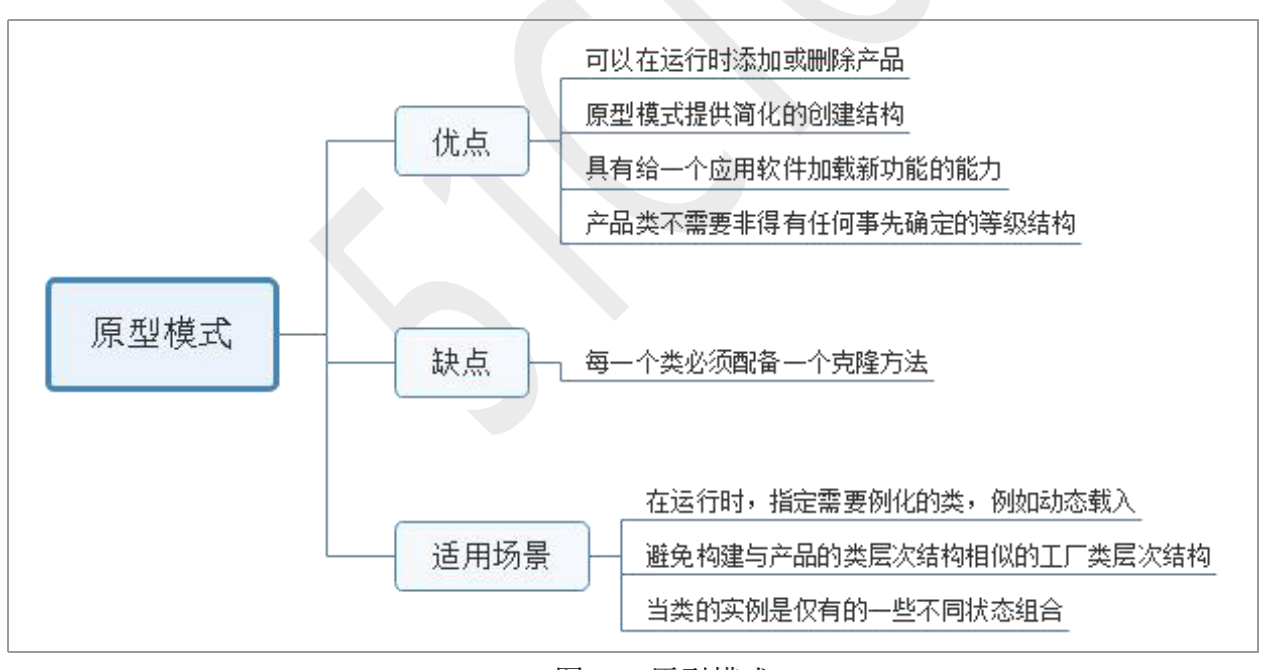 可以在运行时添加或删除产品
原型模式提供简化的创建结构
优点
具有给一个应用软件加载新功能的能力
产品类不需要非得有任何事先确定的等级结构
原型模式
缺点
每一个类必须配备一个克隆方法
在运行时，指定需要例化的类，例如动态载入
适用场景
避免构建与产品的类层次结构相似的工厂类层次结构
当类的实例是仅有的一些不同状态组合